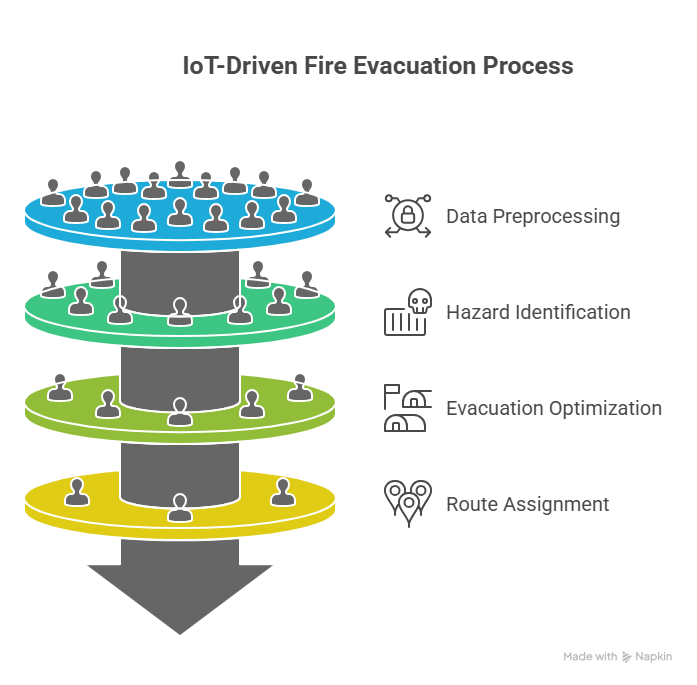 IoT-Driven Fire Evacuation Process
Data Preprocessing
Hazard Identification
Evacuation Optimization
Route Assignment
Made with Napkin